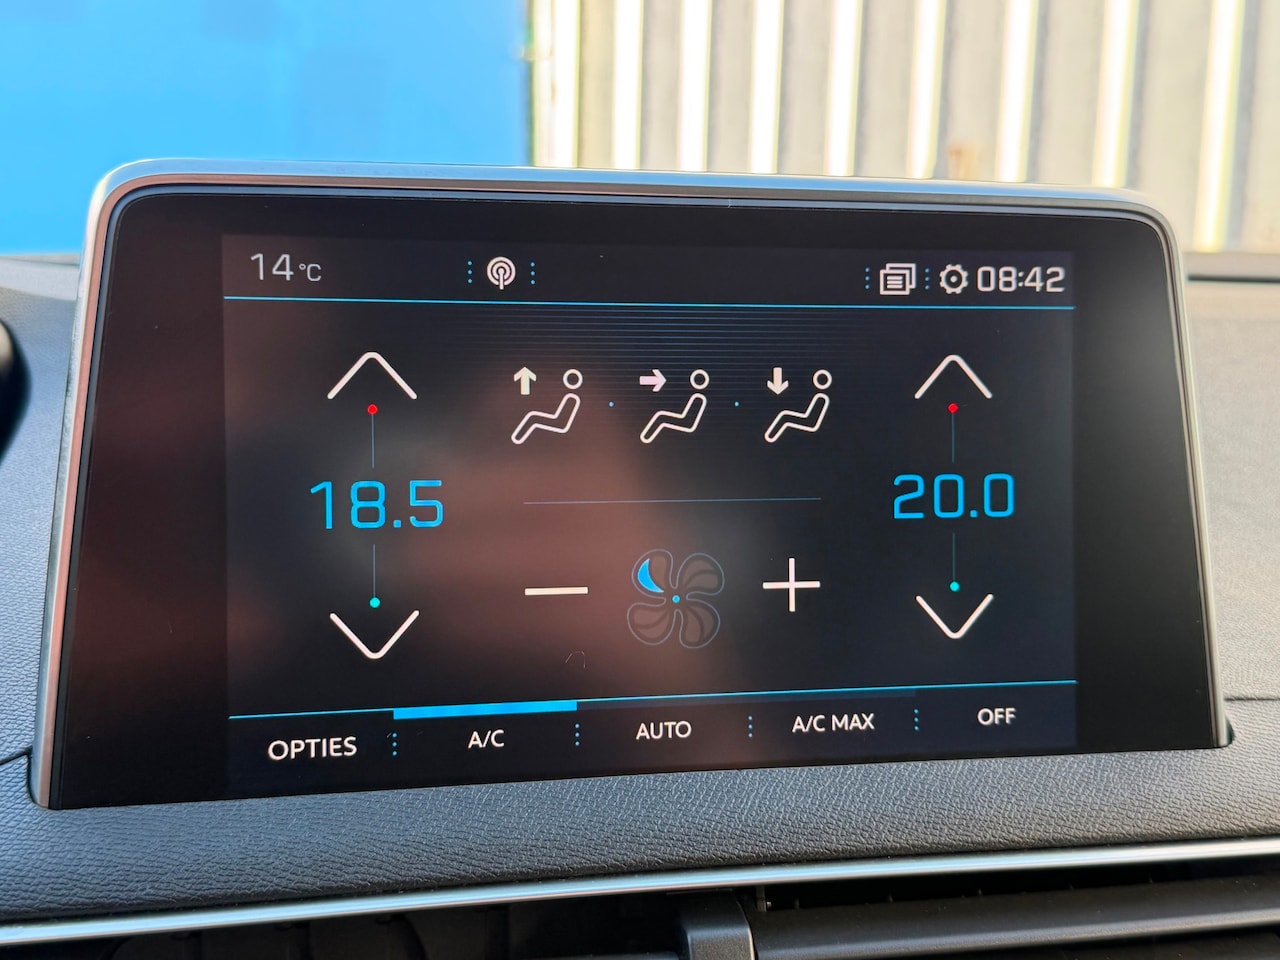 14°C 08:42
18.5 20.0
OPTIES A/C AUTO A/C MAX OFF